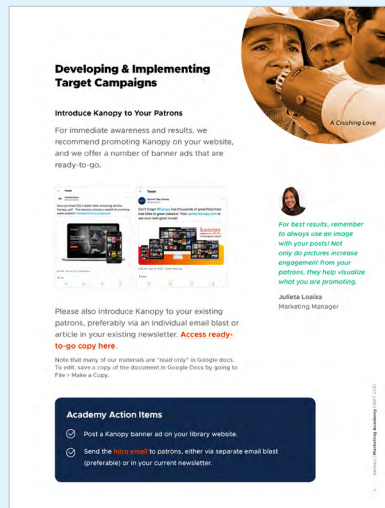 Developing & Implementing
Target Campaigns
A Crushing Love
Introduce Kanopy to Your Patrons
For immediate awareness and results, we
recommend promoting Kanopy on your website,
and we offer a number of banner ads that are
ready-to-go.
Tweet
Tweet
kanopy
For best results, remember
to always use an image
with your posts! Not
only do pictures increase
engagement from your
patrons, they help visualize
what you are promoting.
Julieta Loaiza
Marketing Manager
Please also introduce Kanopy to your existing
patrons, preferably via an individual email blast or
article in your existing newsletter. Access ready-
to-go copy here.
Note that many of our materials are "read only" in Google docs.
To edit, save a copy of the document in Google Docs by going to
File > Make a Copy.
Academy Action Items
Post a Kanopy banner ad on your library website.
Send the intro email to patrons, either via separate email blast
(preferable) or in your current newsletter.
Kanopy | Marketing Academy